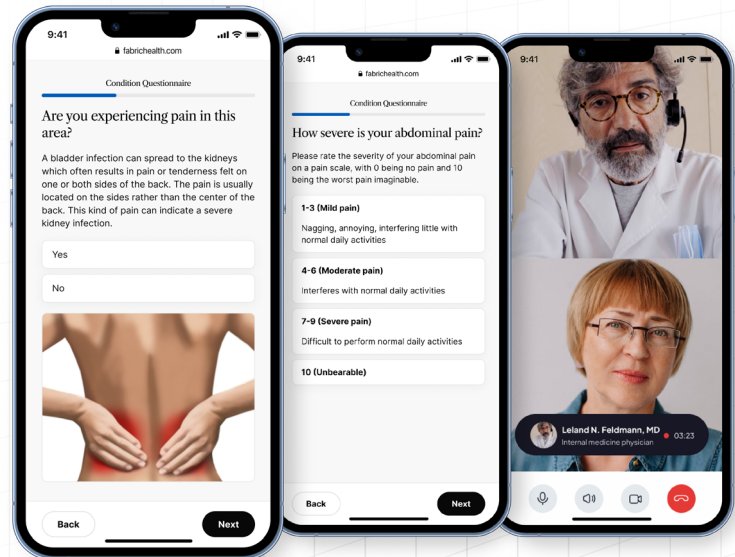 9:41
fabrichealth.com
Condition Questionnaire
Are you experiencing pain in this
area?
A bladder infection can spread to the kidneys
which often results in pain or tenderness felt on
one or both sides of the back. The pain is usually
located on the sides rather than the center of the
back. This kind of pain can indicate a severe
kidney infection.
Yes
No
Back
Next
9:41
fabrichealth.com
Condition Questionnaire
How severe is your abdominal pain?
Please rate the severity of your abdominal pain
on a pain scale, with 0 being no pain and 10
being the worst pain imaginable.
1-3 (Mild pain)
Nagging, annoying, interfering little with
normal daily activities
4-6 (Moderate pain)
Interferes with normal daily activities
7-9 (Severe pain)
Difficult to perform normal daily activities
10 (Unbearable)
Back
Next
9:41
Leland N. Feldmann, MD
Internal medicine physician
03:23